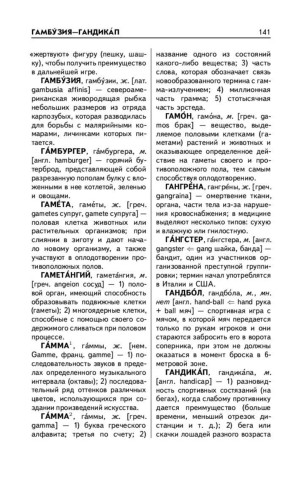 ГАМБУ́ЗИЯ—ГАНДИКА́П
141
«жертвуют» фигуру (пешку, шашку), чтобы получить преимущество
в дальнейшей игре.
ГАМБУ́ЗИЯ, гамбу́зии, ж. [лат.
gambusia affinis] — североамериканская живородящая рыбка
небольших размеров из отряда
карпозубых, которая разводилась
для борьбы с малярийными комарами, личинками которых питается.
ГА́МБУРГЕР, га́мбургера, м.
[англ. hamburger] — горячий бутерброд, представляющий собой
разрезанную пополам булку с вложенными в нее котлетой, зеленью
и овощами.
ГАМЕ́ТА, гаме́ты, ж. [греч.
gametes супруг, gamete супруга] —
половая клетка животных или
растительных организмов; при
слиянии в зиготу и дают начало новому организму, а также
участвуют в оплодотворении противоположных полов.
ГАМЕТА́НГИЙ, гамета́нгия, м.
[греч. angeion сосуд] — 1) половой орган, имеющий способность
образовывать подвижные клетки
(гаметы); 2) многоядерные клетки,
способные с помощью своего содержимого сливаться при половом
процессе.
ГА́ММА¹, га́ммы, ж. [нем.
Gamme, франц. gamme] — 1) последовательность звуков в пределах определенного музыкального
интервала (октавы); 2) последовательный ряд оттенков различных
цветов, использующихся при создании произведений искусства.
ГА́ММА², га́ммы, ж. [греч.
gamma] — 1) буква греческого
алфавита; третья по счету; 2)
название одного из состояний
какого-либо вещества; 3) часть
слова, которая обозначает связь
новообразованного термина с гамма-излучением; 4) миллионная
часть грамма; 5) стотысячная
часть эрстеда.
ГАМО́Н, гамо́на, м. [греч. gamos брак] — вещество, выделяемое половыми клетками (гаметами) растений и животных и
оказывающее определенное действие на гаметы своего и противоположного пола, тем самым
способствуя оплодотворению.
ГАНГРЕ́НА, гангре́ны, ж. [греч.
gangraina] — омертвение ткани,
органа, части тела из-за нарушения кровоснабжения; в медицине
выделяют несколько видов: сухую
и влажную или гнилостную.
ГА́НГСТЕР, га́нгстера, м. [англ.
gangster ⇐ gang шайка, банда] —
бандит, один из участников организованной преступной группировки; термин начал употребляться
в Италии и США.
ГАНДБО́Л, гандбо́ла, м., мн.
нет [англ. hand-ball ⇐ hand рука
+ ball мяч] — спортивная игра с
мячом, в которой мяч передается
только по рукам игроков и они
стараются забросить его в ворота
соперника, при этом не должны
оказаться в момент броска в 6-метровой зоне.
ГАНДИКА́П, гандика́па, м.
[англ. handicap] — 1) разновидность спортивных состязаний (на
бегах), когда слабому противнику
дается преимущество (больше
времени, меньший отрезок дистанции и т. д.); 2) бега или
скачки лошадей разного возраста